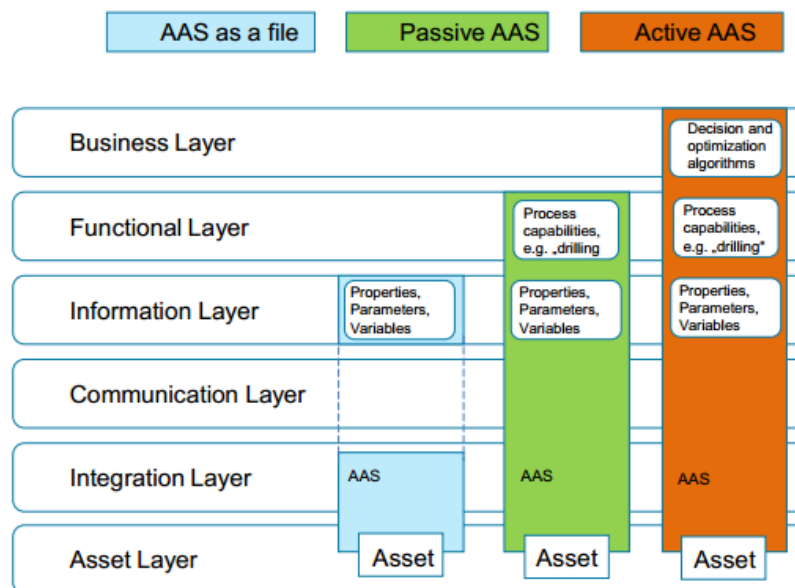 AAS as a file
Passive AAS
Active AAS
Business Layer
Decision and
optimization
algorithms
Functional Layer
Process
capabilities,
e.g. „drilling
Process
capabilities,
e.g. „drilling“
Information Layer
Properties,
Parameters,
Variables
Properties,
Parameters,
Variables
Properties,
Parameters,
Variables
Communication Layer
Integration Layer
AAS
AAS
AAS
Asset Layer
Asset
Asset
Asset